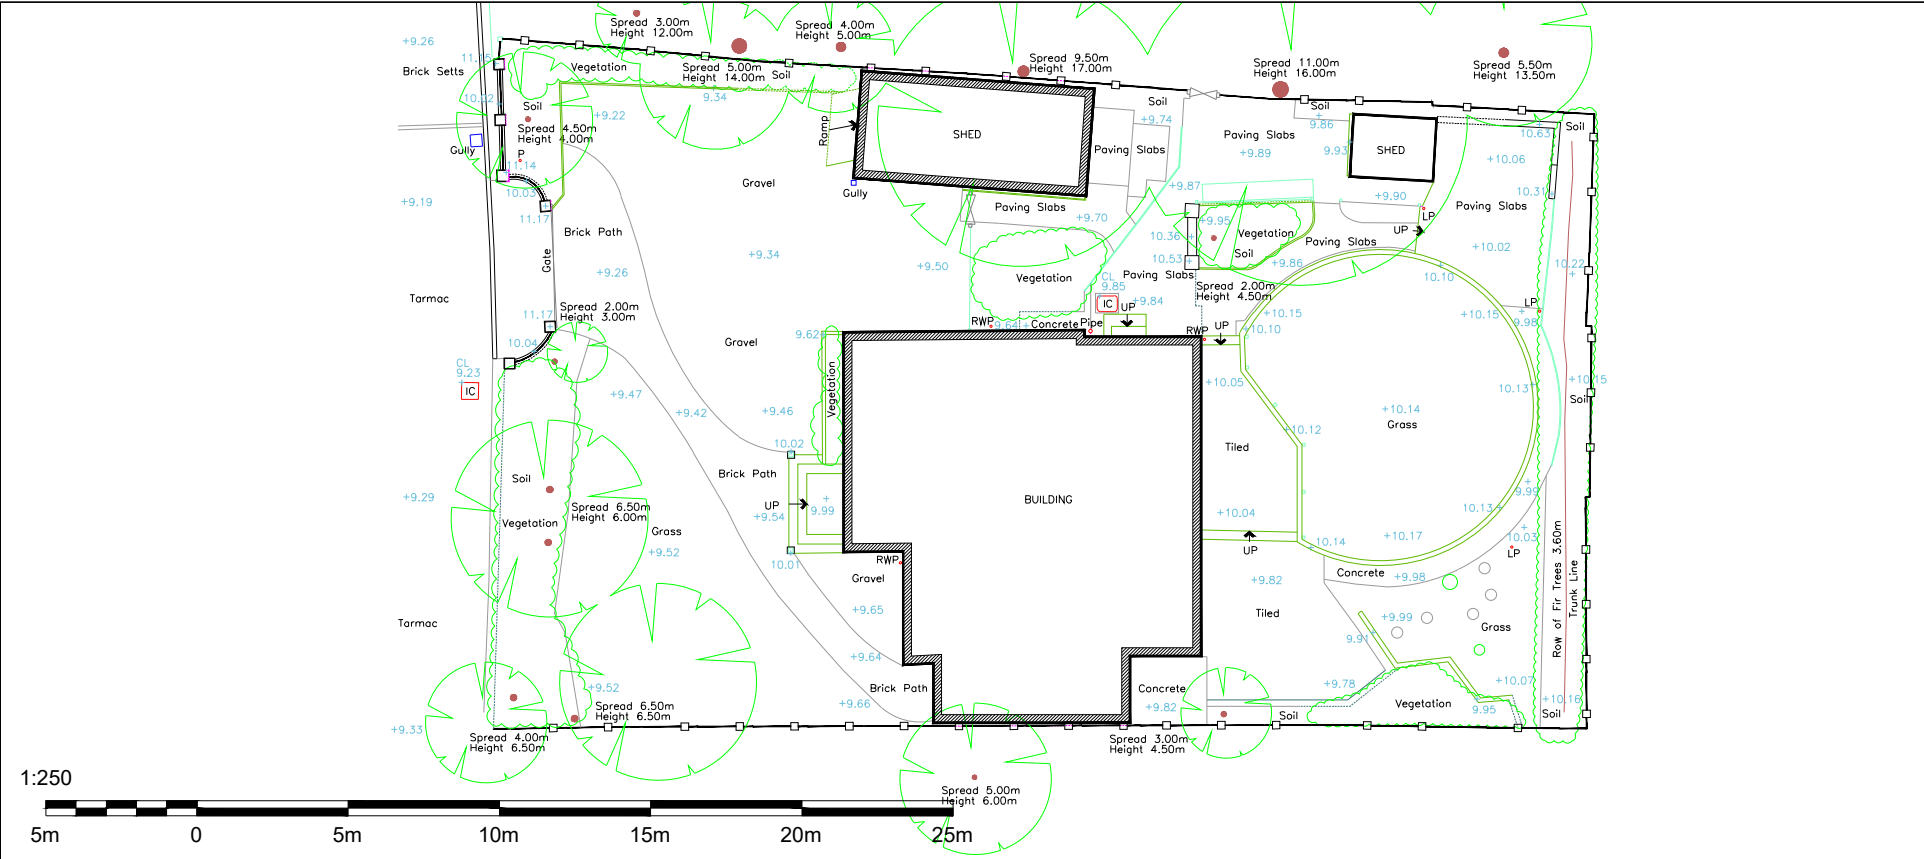 Spread 3.00m
Height 12.00m
Spread 4.00m
Height 5.00m
+9.26
11.15
Brick Setts
Vegetation
Spread 5.00m
Height 14.00m
Soil
Spread 9.50m
Height 17.00m
Spread 11.00m
Height 16.00m
Spread 5.50m
Height 13.50m
10.12
Soil
+9.22
9.34
Soil
+9.74
Soil
+9.86
10.63
Soil
Spread 4.50m
Height 4.00m
Gully
P
11.14
10.03
11.17
Ramp
SHED
Paving Slabs
Paving Slabs
+9.89
9.93
SHED
+10.06
10.31
Gravel
Gully
+9.19
Paving Slabs
+9.70
+9.87
+9.95
+9.90
LP
UP
Paving Slabs
Brick Path
Gate
+9.26
+9.34
+9.50
Vegetation
10.36
10.53
Vegetation
Soil
+9.86
Paving Slabs
+10.02
10.10
10.22
Paving Slabs
CL
9.85
IC
+9.84
UP
Spread 2.00m
Height 4.50m
Tarmac
Spread 2.00m
Height 3.00m
11.17
10.04
RWP
9.64
Concrete
Pipe
RWP
UP
+10.15
+10.10
+10.15
LP
9.98
9.62
Gravel
CL
9.23
IC
+9.47
+9.42
+9.46
Vegetation
+10.05
10.13
+10.15
Soil
+10.14
Grass
10.02
+10.12
Tiled
Brick Path
UP
+9.54
9.99
Soil
Spread 6.50m
Height 6.00m
+9.29
Vegetation
Grass
+9.52
BUILDING
+10.04
UP
+10.14
+10.17
10.13
9.99
10.03
LP
10.01
RWP
Gravel
+9.65
+9.82
Concrete
+9.98
Row of Fir Trees 3.60m
Trunk Line
Tiled
+9.99
9.91
Grass
Tarmac
+9.64
Brick Path
+9.66
+9.52
Spread 6.50m
Height 6.50m
+9.33
Spread 4.00m
Height 6.50m
Concrete
+9.82
Spread 3.00m
Height 4.50m
Soil
+9.78
Vegetation
9.95
+10.07
+10.16
Soil
Spread 5.00m
Height 6.00m
1:250
5m 0 5m 10m 15m 20m 25m